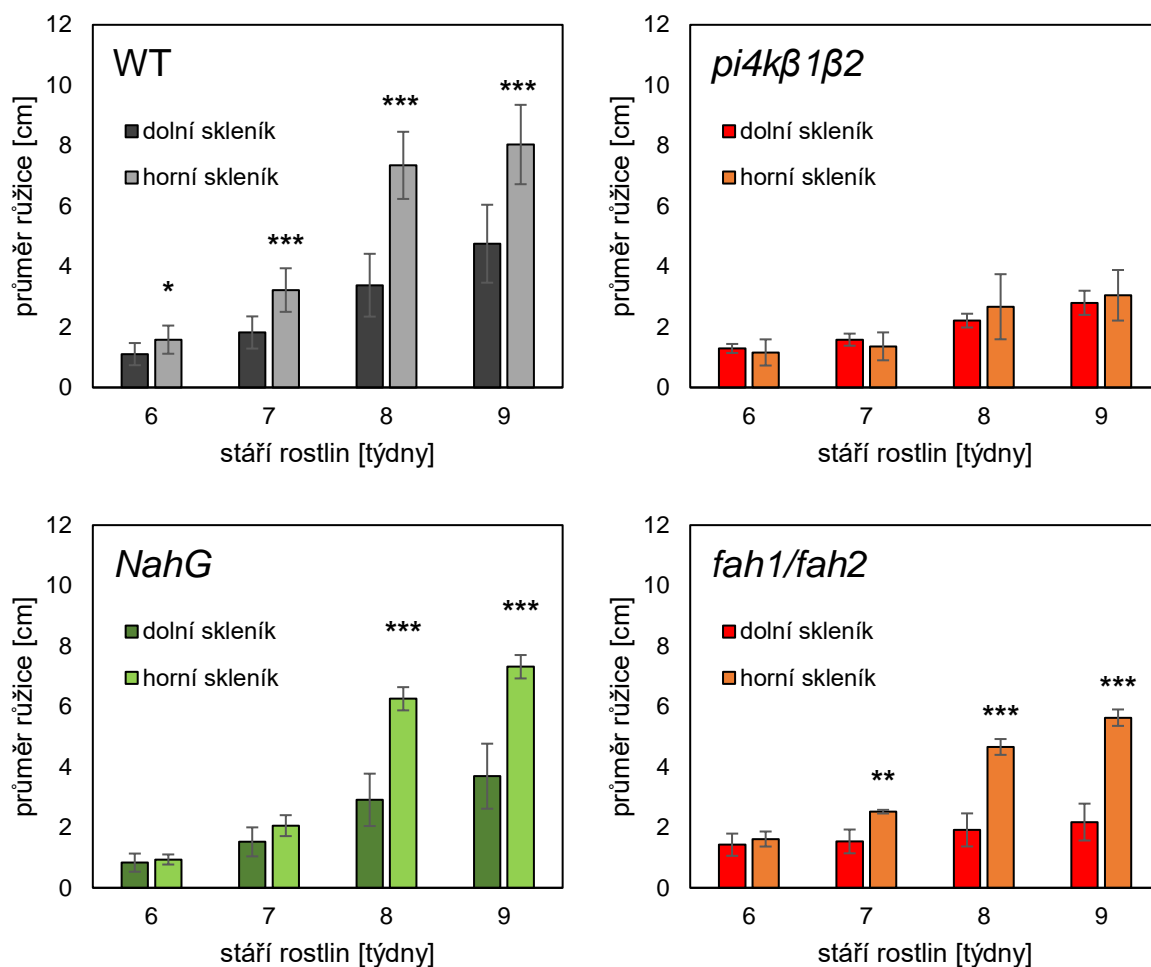 WT
***
***
***
*
dolní skleník
horní skleník
průměr růžice [cm]
12
10
8
6
4
2
0
6 7 8 9
stáří rostlin [týdny]
pi4kβ1β2
dolní skleník
horní skleník
průměr růžice [cm]
12
10
8
6
4
2
0
6 7 8 9
stáří rostlin [týdny]
NahG
***
***
dolní skleník
horní skleník
průměr růžice [cm]
12
10
8
6
4
2
0
6 7 8 9
stáří rostlin [týdny]
fah1/fah2
***
***
**
dolní skleník
horní skleník
průměr růžice [cm]
12
10
8
6
4
2
0
6 7 8 9
stáří rostlin [týdny]